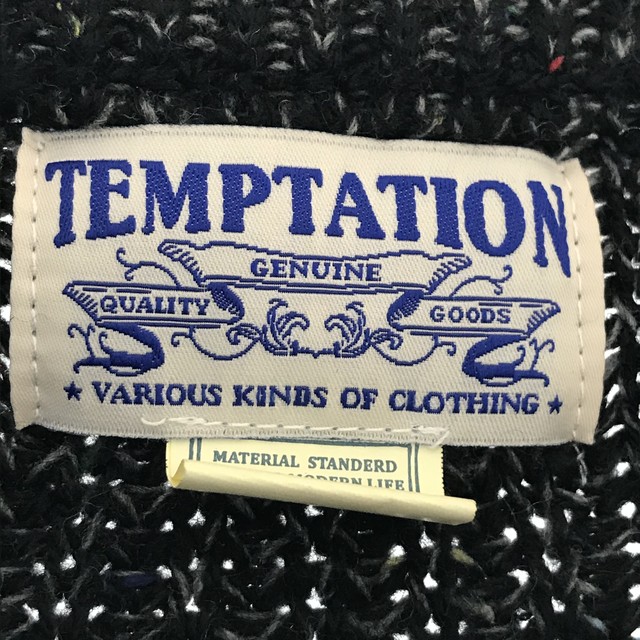 TEMPTATION
GENUINE
QUALITY GOODS
★ VARIOUS KINDS OF CLOTHING ★
MATERIAL STANDERD
MODERN LIFE